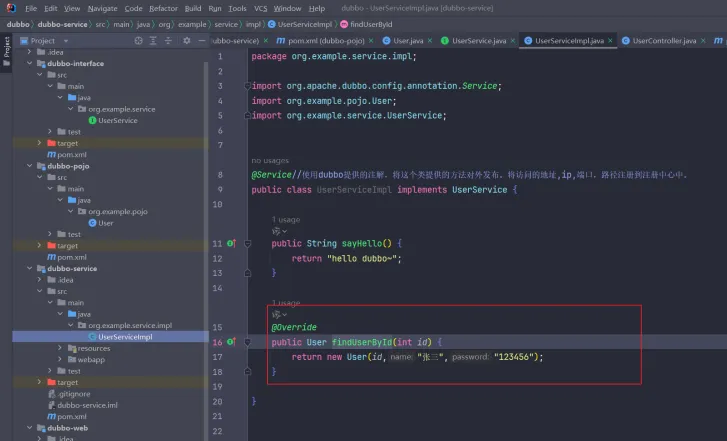 File Edit View Navigate Code Refactor Build Run Tools VCS Window Help UserServiceImpl.java [dubbo-service]
dubbo dubbo-service src main java org example service impl UserServiceImpl findUserById
Project
Project
dubbo-service) pom.xml (dubbo-pojo) User.java UserService.java UserServiceImpl.java UserController.java
.idea
dubbo-interface
src
main
java
org.example.service
UserService
test
target
pom.xml
dubbo-pojo
src
main
java
org.example.pojo
User
test
target
pom.xml
dubbo-service
.idea
src
main
java
org.example.service.impl
UserServiceImpl
resources
webapp
test
target
.gitignore
dubbo-service.iml
pom.xml
dubbo-web
.idea
1 package org.example.service.impl;
2
3 import org.apache.dubbo.config.annotation.Service;
4 import org.example.pojo.User;
5 import org.example.service.UserService;
6
7
no usages
8 @Service//使用dubbo提供的注解，将这个类提供的方法对外发布，将访问的地址,ip,端口，路径注册到注册中心中。
9 public class UserServiceImpl implements UserService {
10
1 usage
11 public String sayHello() {
12 return "hello dubbo~";
13 }
14
1 usage
15 @Override
16 public User findUserById(int id) {
17 return new User(id, name: "张三", password: "123456");
18 }
19
20 }
21
22